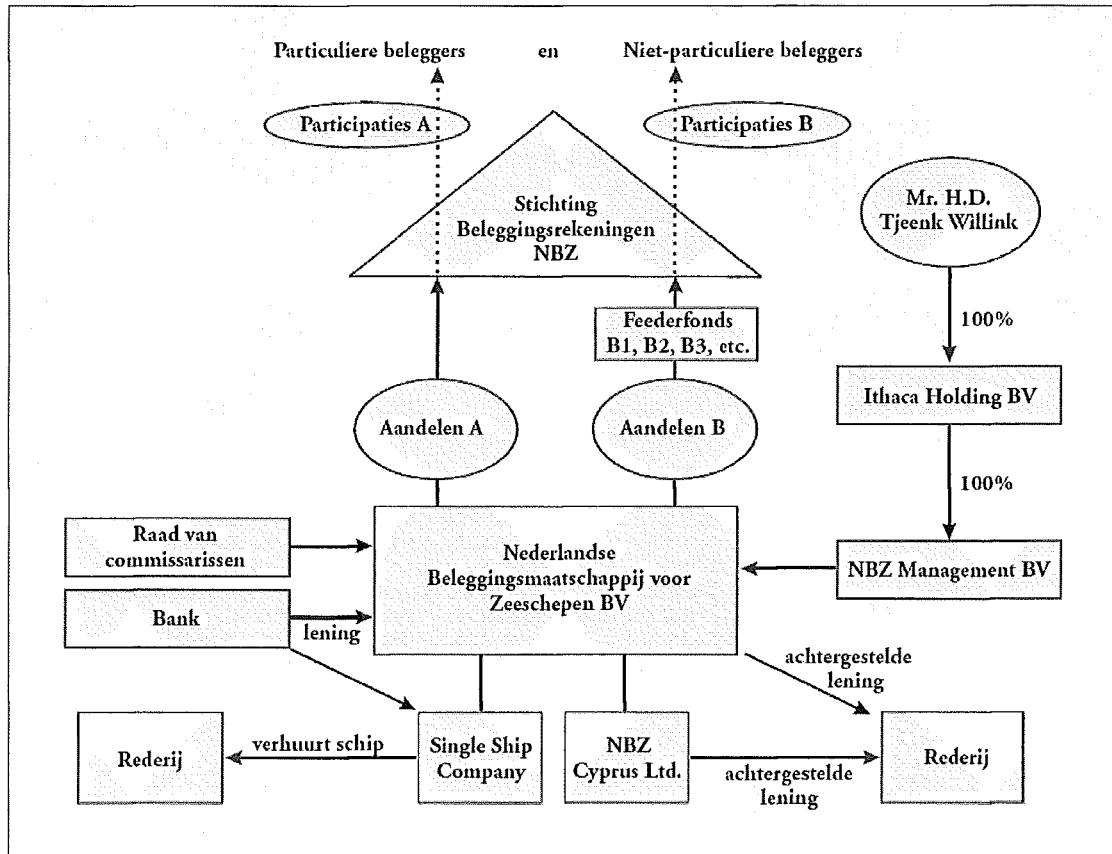 Particuliere beleggers en Niet-particuliere beleggers
Participaties A
Participaties B
Stichting
Beleggingsrekeningen
NBZ
Mr. H.D.
Tjeenk Willink
100%
Feederfonds
B1, B2, B3, etc.
Ithaca Holding BV
Aandelen A
Aandelen B
100%
Raad van
commissarissen
Nederlandse
Beleggingsmaatschappij voor
Zeeschepen BV
NBZ Management BV
Bank
lening
achtergestelde
lening
Rederij
verhuurt schip
Single Ship
Company
NBZ
Cyprus Ltd.
achtergestelde
lening
Rederij